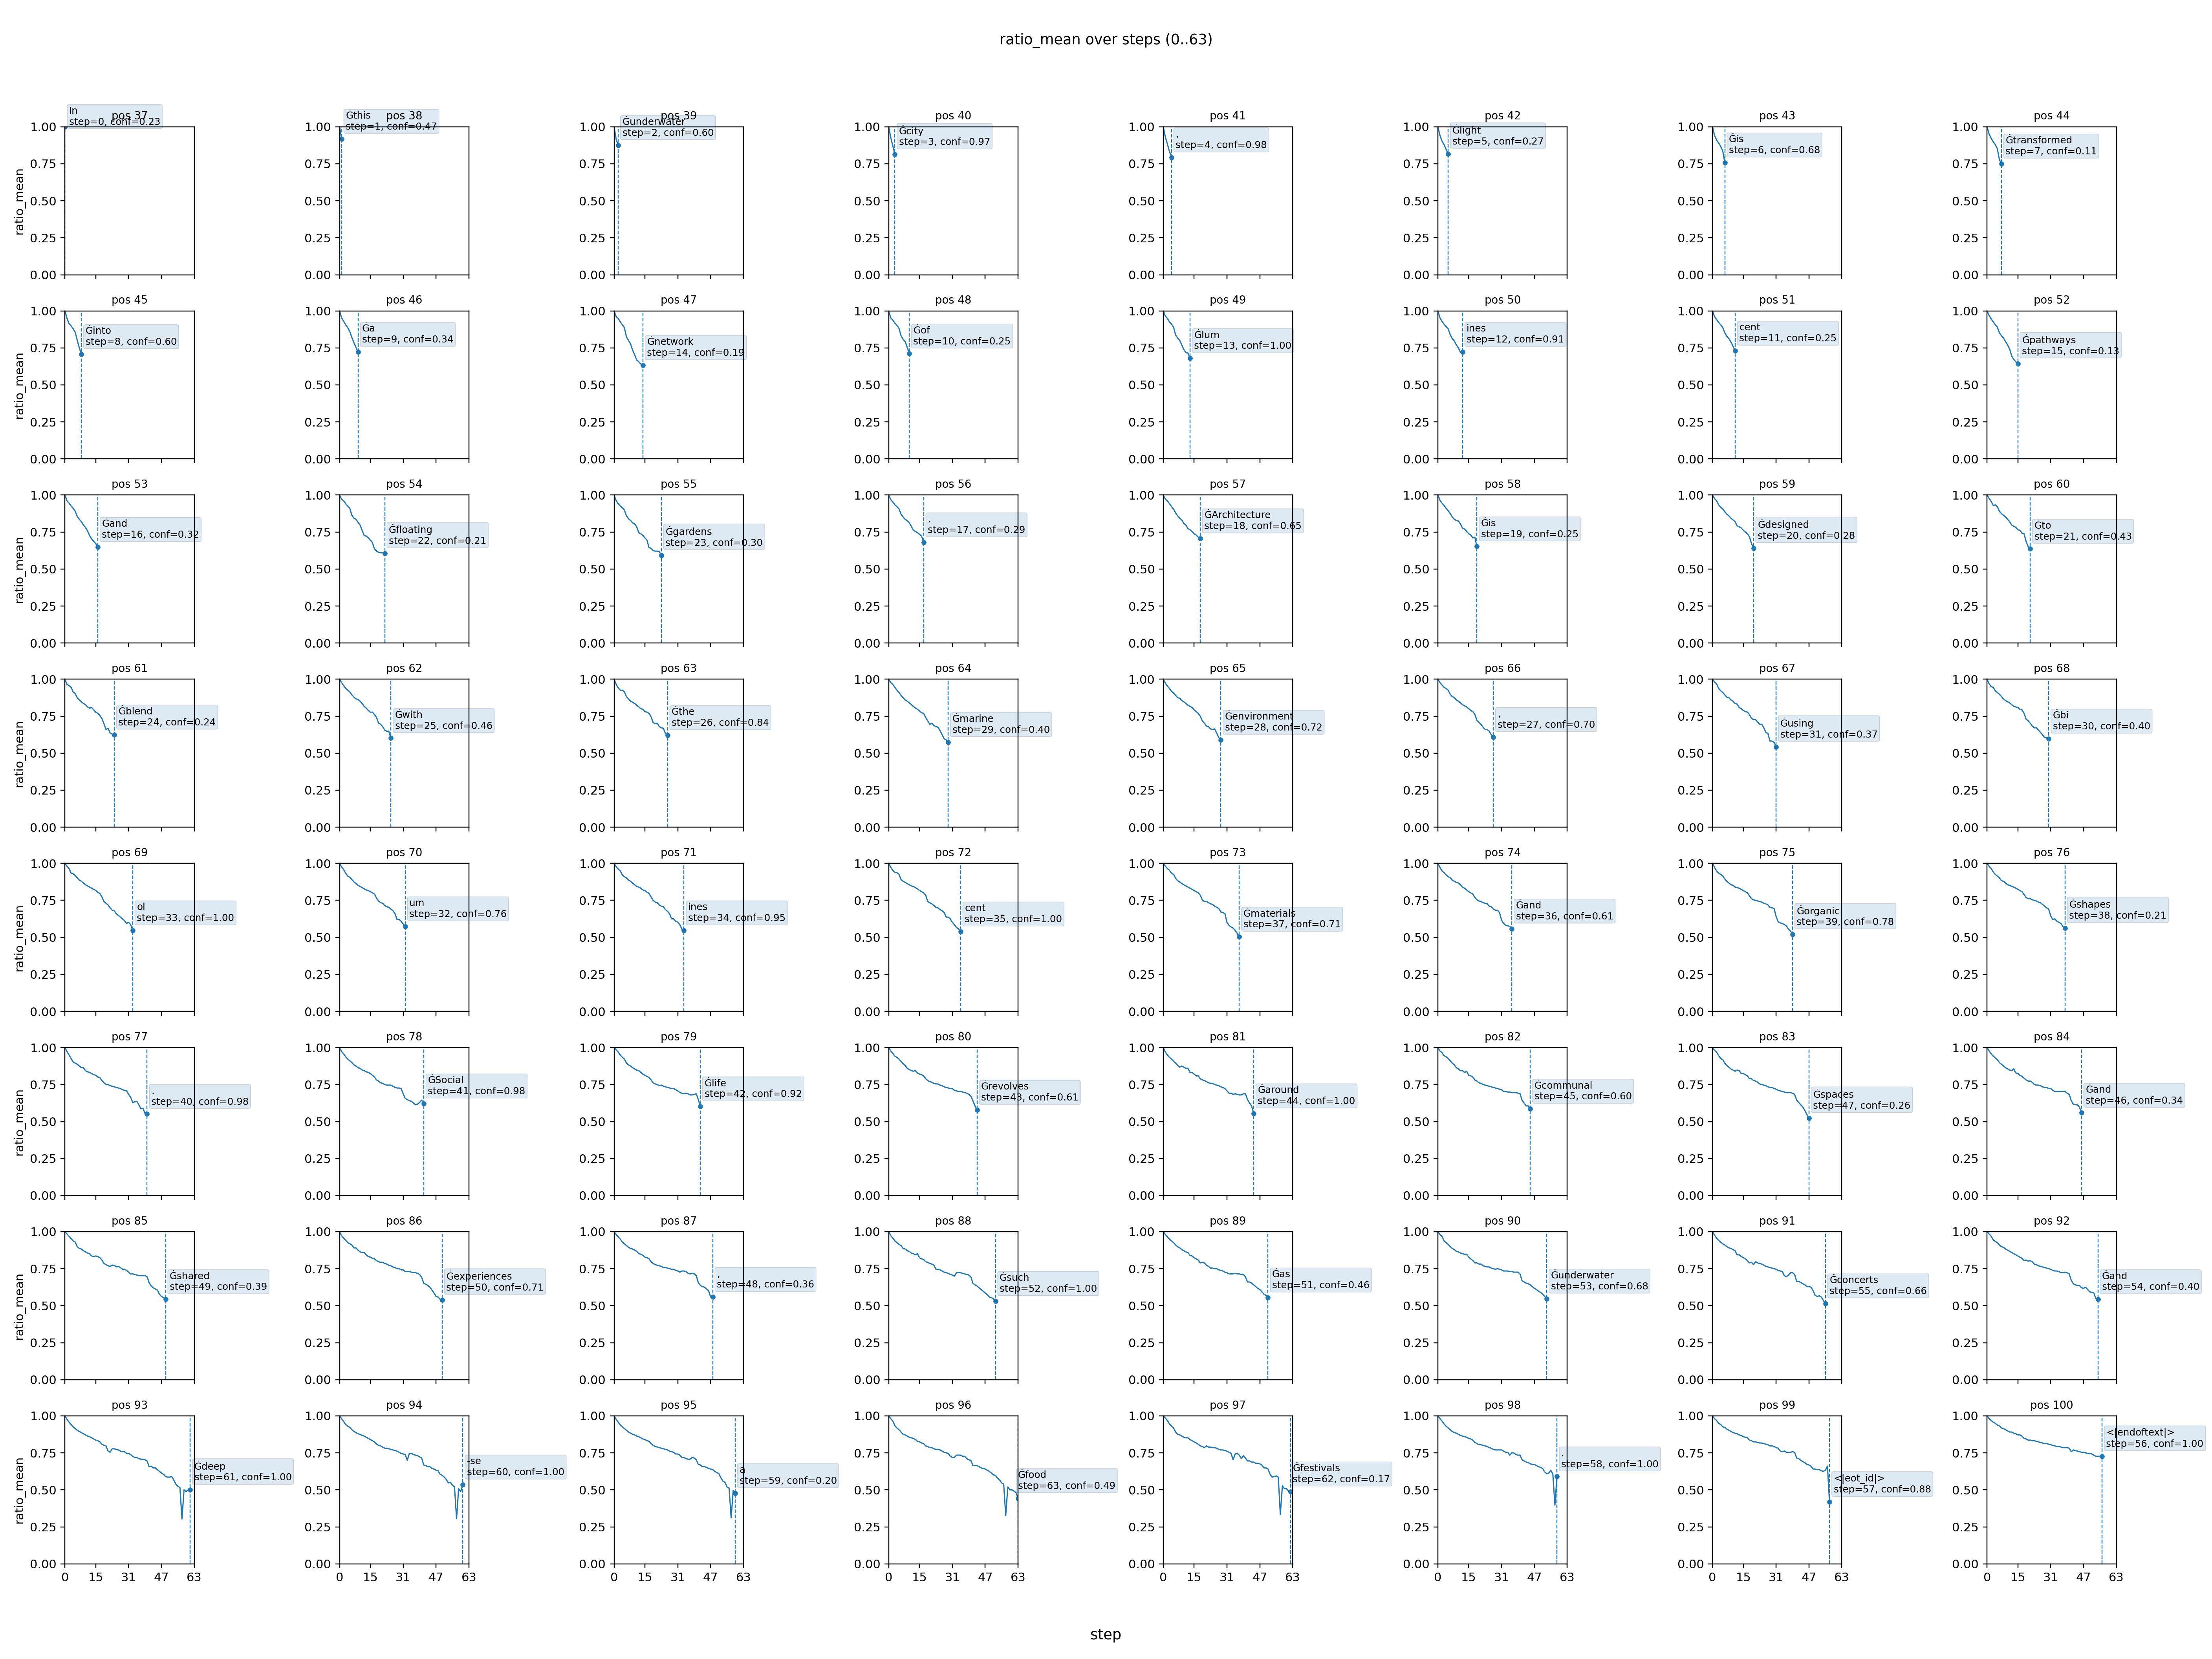 ratio_mean over steps (0..63)
pos 37
In
step=0, conf=0.23
pos 38
Ġthis
step=1, conf=0.47
pos 39
Ġunderwater
step=2, conf=0.60
pos 40
Ġcity
step=3, conf=0.97
pos 41
,
step=4, conf=0.98
pos 42
Ġlight
step=5, conf=0.27
pos 43
Ġis
step=6, conf=0.68
pos 44
Ġtransformed
step=7, conf=0.11
1.00 0.75 0.50 0.25 0.00
ratio_mean
pos 45
Ġinto
step=8, conf=0.60
pos 46
Ġa
step=9, conf=0.34
pos 47
Ġnetwork
step=14, conf=0.19
pos 48
Ġof
step=10, conf=0.25
pos 49
Ġlum
step=13, conf=1.00
pos 50
ines
step=12, conf=0.91
pos 51
cent
step=11, conf=0.25
pos 52
Ġpathways
step=15, conf=0.13
ratio_mean
pos 53
Ġand
step=16, conf=0.32
pos 54
Ġfloating
step=22, conf=0.21
pos 55
Ġgardens
step=23, conf=0.30
pos 56
.
step=17, conf=0.29
pos 57
ĠArchitecture
step=18, conf=0.65
pos 58
Ġis
step=19, conf=0.25
pos 59
Ġdesigned
step=20, conf=0.28
pos 60
Ġto
step=21, conf=0.43
ratio_mean
pos 61
Ġblend
step=24, conf=0.24
pos 62
Ġwith
step=25, conf=0.46
pos 63
Ġthe
step=26, conf=0.84
pos 64
Ġmarine
step=29, conf=0.40
pos 65
Ġenvironment
step=28, conf=0.72
pos 66
,
step=27, conf=0.70
pos 67
Ġusing
step=31, conf=0.37
pos 68
Ġbi
step=30, conf=0.40
ratio_mean
pos 69
ol
step=33, conf=1.00
pos 70
um
step=32, conf=0.76
pos 71
ines
step=34, conf=0.95
pos 72
cent
step=35, conf=1.00
pos 73
Ġmaterials
step=37, conf=0.71
pos 74
Ġand
step=36, conf=0.61
pos 75
Ġorganic
step=39, conf=0.78
pos 76
Ġshapes
step=38, conf=0.21
ratio_mean
pos 77
.
step=40, conf=0.98
pos 78
ĠSocial
step=41, conf=0.98
pos 79
Ġlife
step=42, conf=0.92
pos 80
Ġrevolves
step=43, conf=0.61
pos 81
Ġaround
step=44, conf=1.00
pos 82
Ġcommunal
step=45, conf=0.60
pos 83
Ġspaces
step=47, conf=0.26
pos 84
Ġand
step=46, conf=0.34
ratio_mean
pos 85
Ġshared
step=49, conf=0.39
pos 86
Ġexperiences
step=50, conf=0.71
pos 87
,
step=48, conf=0.36
pos 88
Ġsuch
step=52, conf=1.00
pos 89
Ġas
step=51, conf=0.46
pos 90
Ġunderwater
step=53, conf=0.68
pos 91
Ġconcerts
step=55, conf=0.66
pos 92
Ġand
step=54, conf=0.40
ratio_mean
pos 93
Ġdeep
step=61, conf=1.00
pos 94
-se
step=60, conf=1.00
pos 95
a
step=59, conf=0.20
pos 96
Ġfood
step=63, conf=0.49
pos 97
Ġfestivals
step=62, conf=0.17
pos 98
.
step=58, conf=1.00
pos 99
<|eot_id|>
step=57, conf=0.88
pos 100
<|endoftext|>
step=56, conf=1.00
ratio_mean
0 15 31 47 63
step